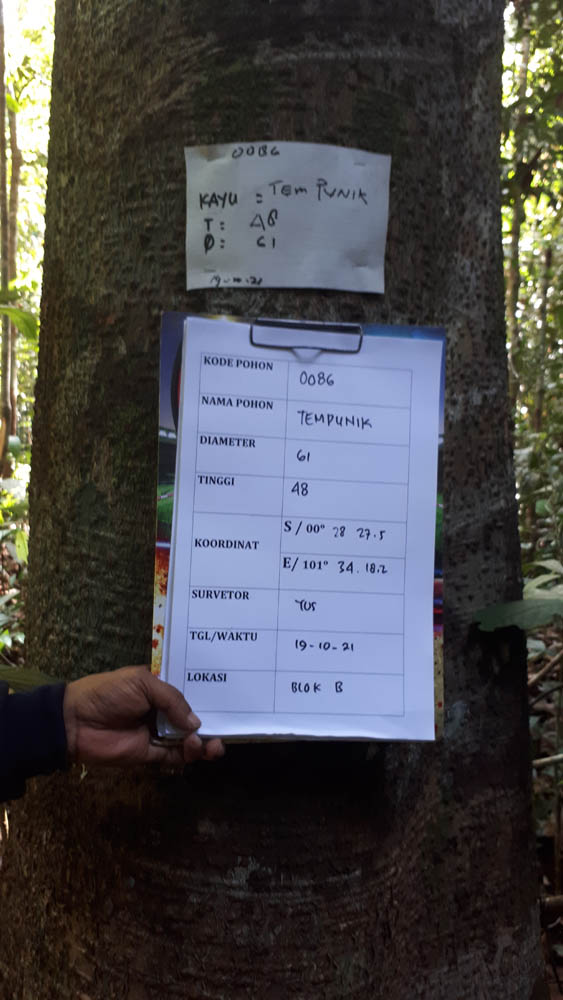 0086
KAYU : TEMPUNIK
T : 48
Ø : 61
19-10-21
KODE POHON 0086
NAMA POHON TEMPUNIK
DIAMETER 61
TINGGI 48
KOORDINAT S / 00° 28 27.5
E/ 101° 34. 18.2
SURVETOR YUS
TGL/WAKTU 19-10-21
LOKASI BLOK B